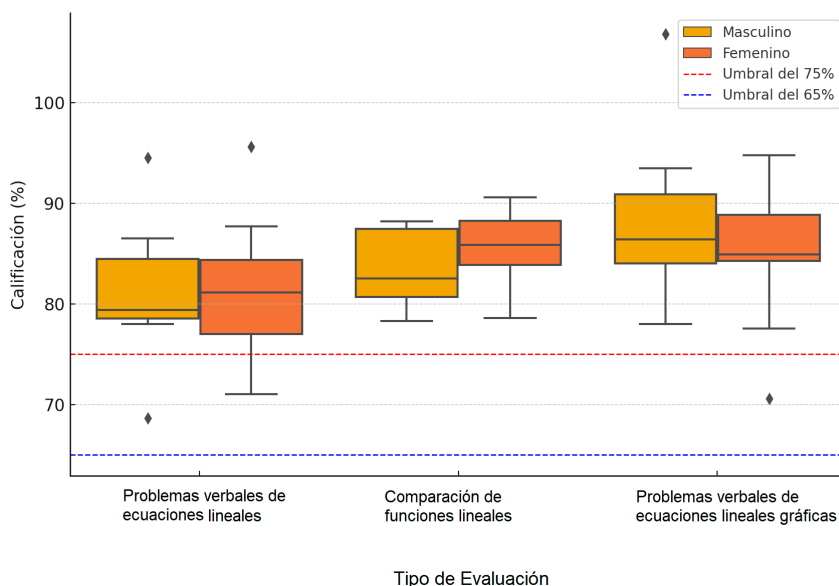 Masculino
Femenino
Umbral del 75%
Umbral del 65%
Calificación (%)
100
90
80
70
Problemas verbales de
ecuaciones lineales
Comparación de
funciones lineales
Problemas verbales de
ecuaciones lineales gráficas
Tipo de Evaluación